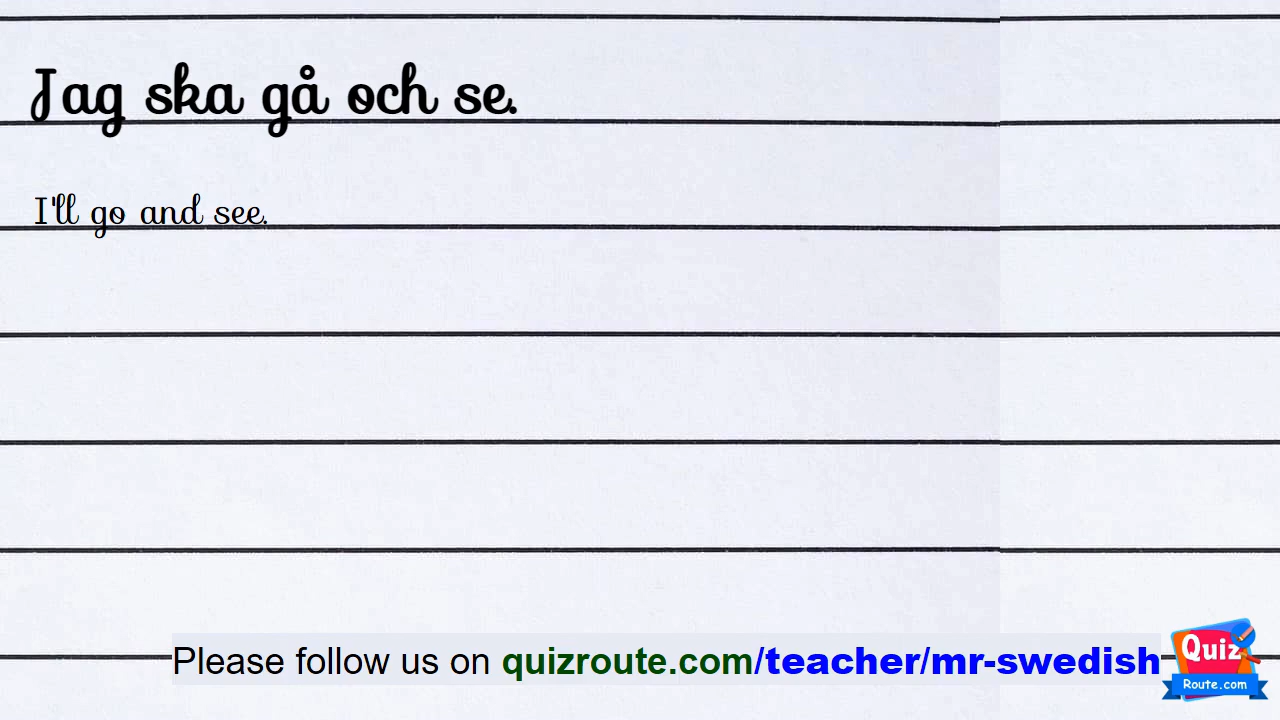 Jag ska gå och se.
I'll go and see.
Please follow us on quizroute.com/teacher/mr-swedish
Quiz
Route.com